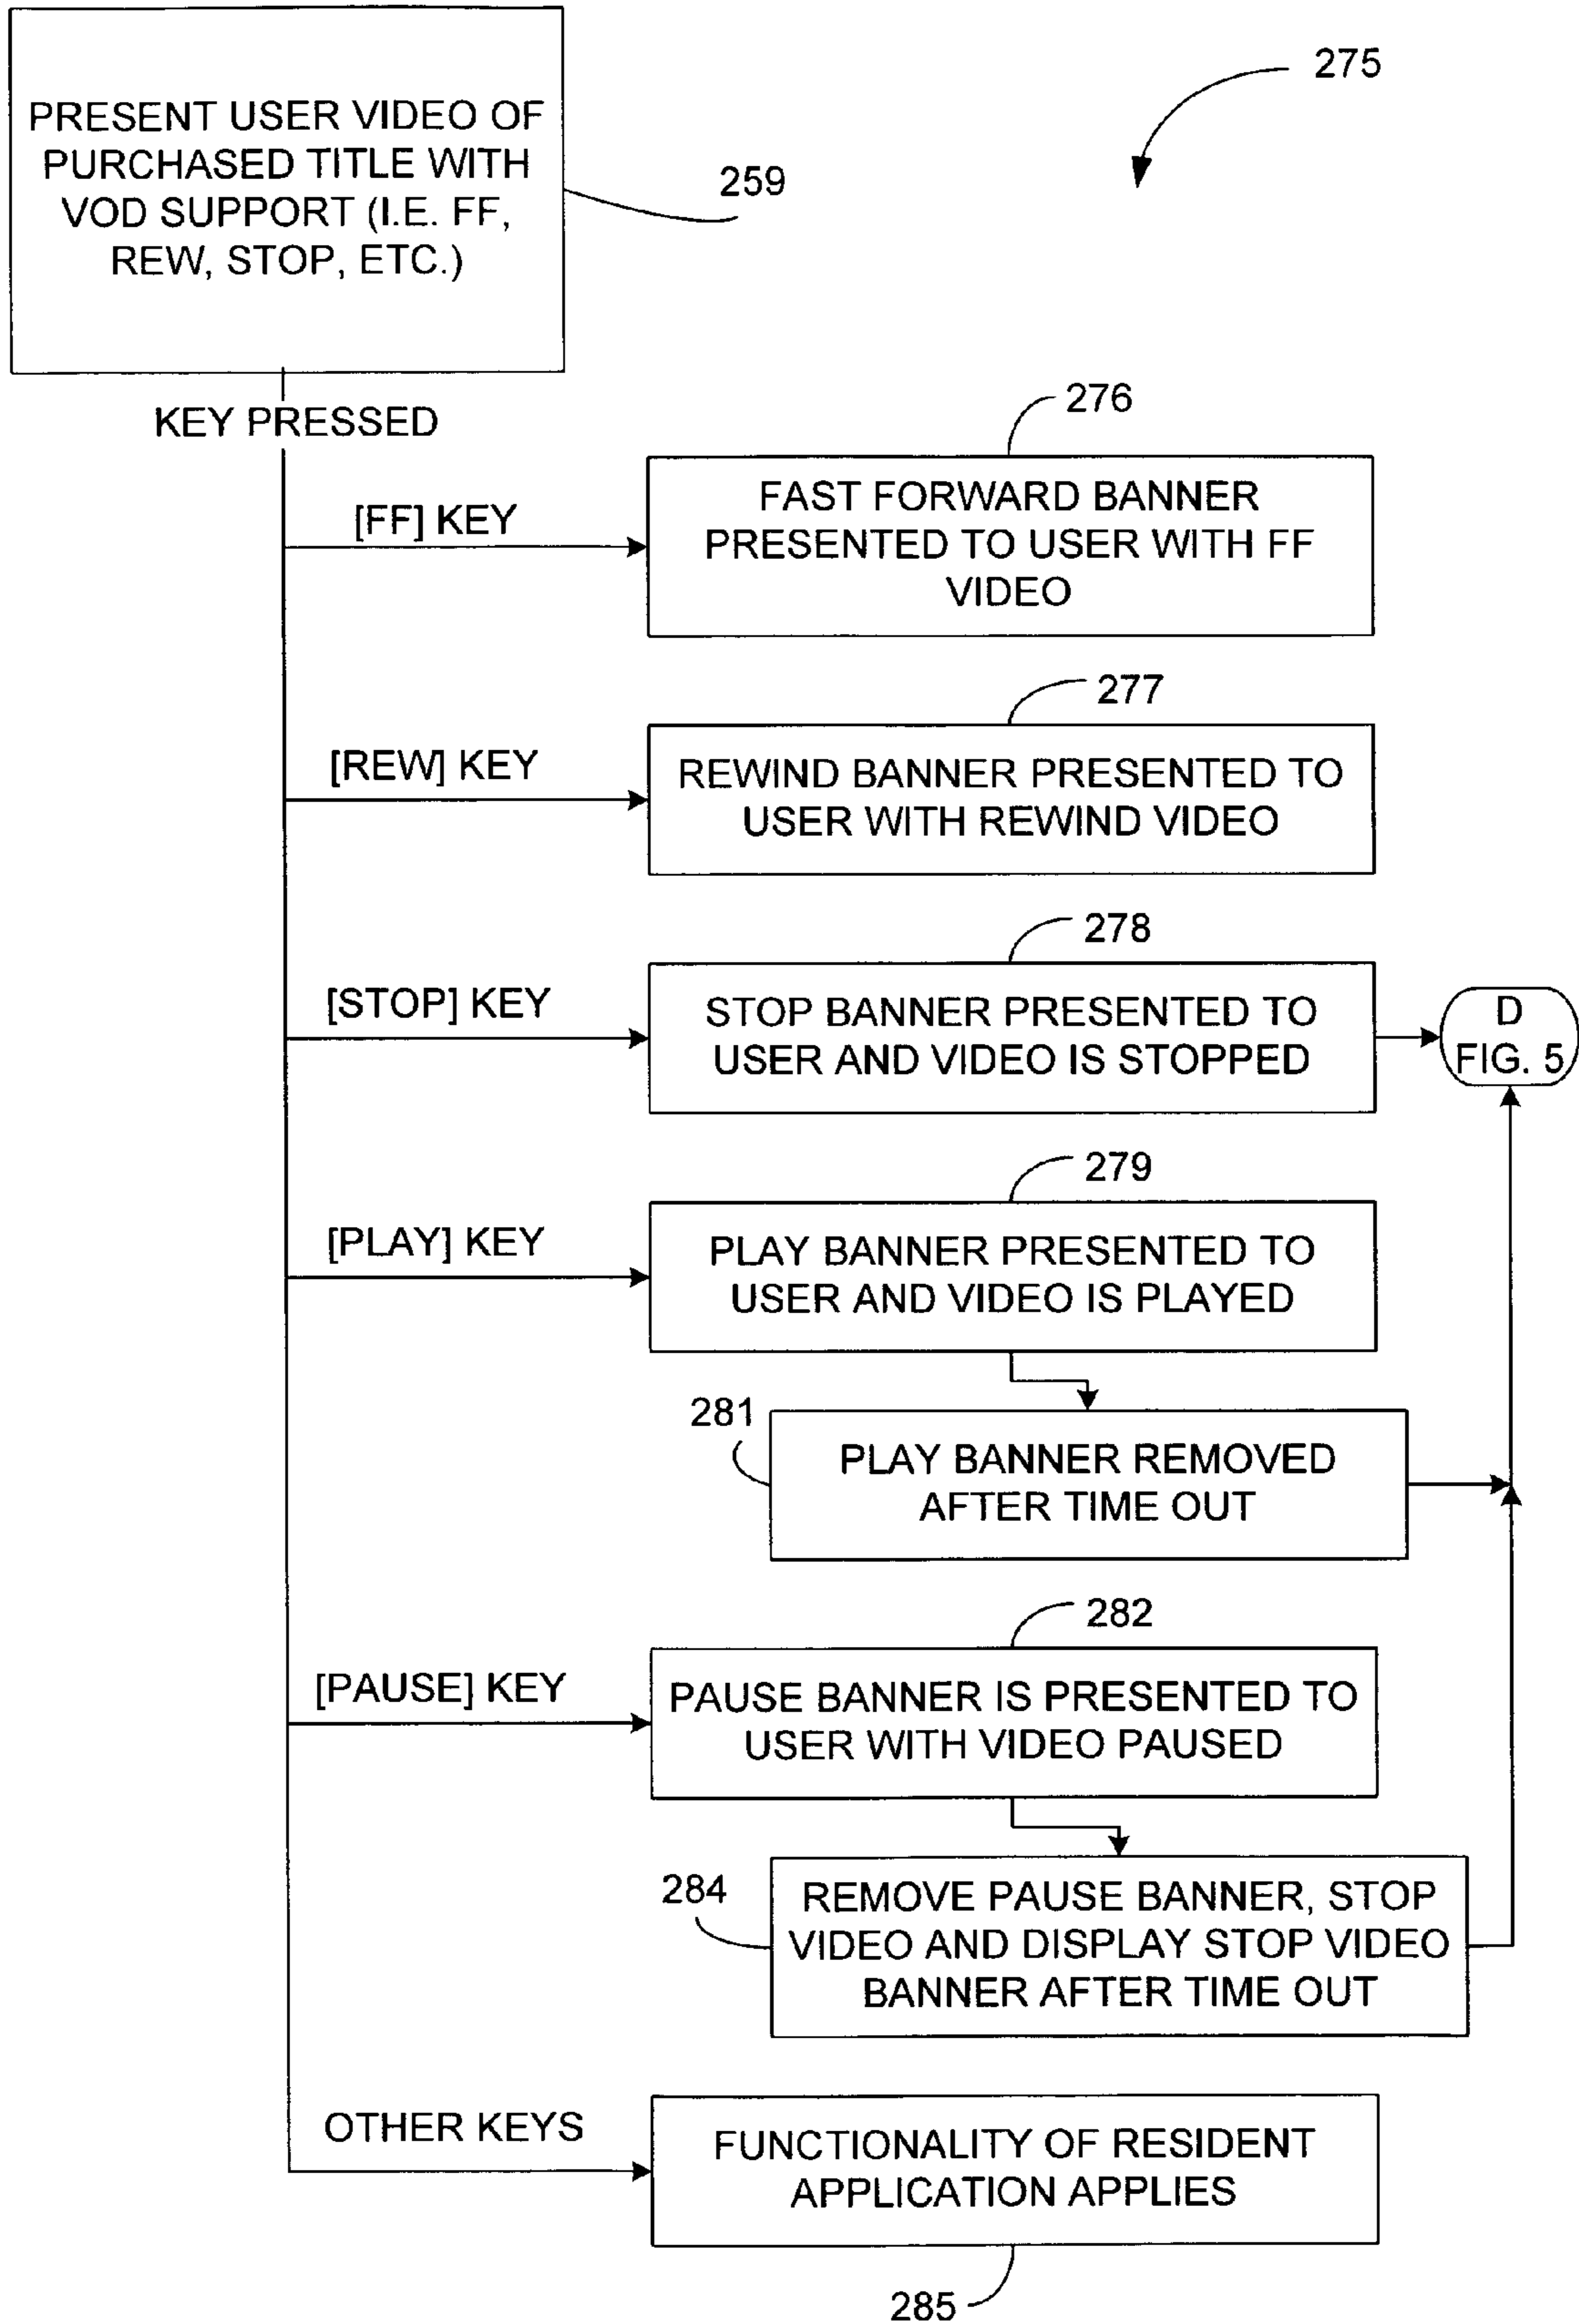 275
PRESENT USER VIDEO OF
PURCHASED TITLE WITH
VOD SUPPORT (I.E. FF,
REW, STOP, ETC.)
259
KEY PRESSED
276
[FF] KEY
FAST FORWARD BANNER
PRESENTED TO USER WITH FF
VIDEO
277
[REW] KEY
REWIND BANNER PRESENTED TO
USER WITH REWIND VIDEO
278
[STOP] KEY
STOP BANNER PRESENTED TO
USER AND VIDEO IS STOPPED
D
FIG. 5
279
[PLAY] KEY
PLAY BANNER PRESENTED TO
USER AND VIDEO IS PLAYED
281
PLAY BANNER REMOVED
AFTER TIME OUT
282
[PAUSE] KEY
PAUSE BANNER IS PRESENTED TO
USER WITH VIDEO PAUSED
284
REMOVE PAUSE BANNER, STOP
VIDEO AND DISPLAY STOP VIDEO
BANNER AFTER TIME OUT
OTHER KEYS
FUNCTIONALITY OF RESIDENT
APPLICATION APPLIES
285